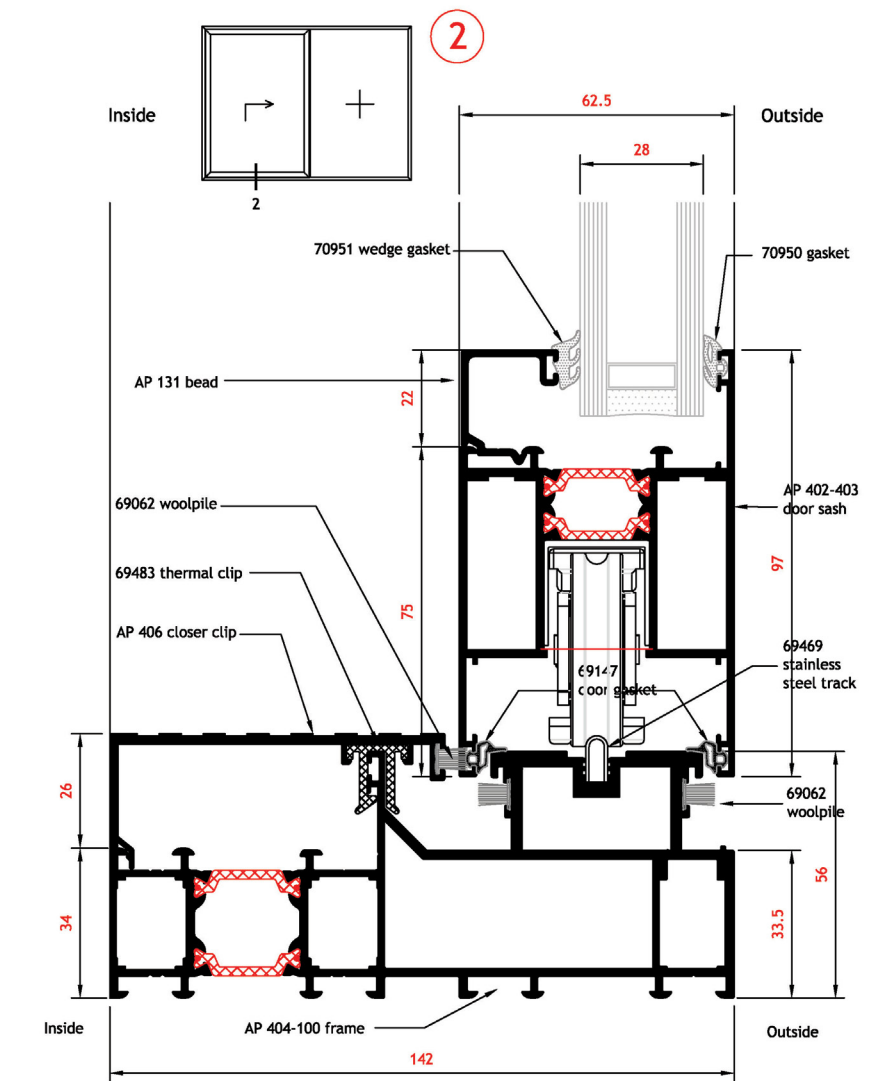 2
Inside
62.5
Outside
28
2
70951 wedge gasket
70950 gasket
AP 131 bead
22
69062 woolpile
AP 402-403
door sash
69483 thermal clip
97
75
AP 406 closer clip
69469
stainless
steel track
69147
door gasket
26
69062
woolpile
56
34
33.5
Inside
AP 404-100 frame
Outside
142